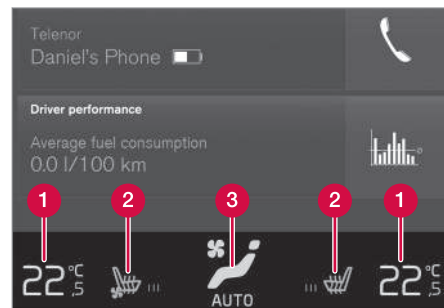 Telenor
Daniel's Phone
Driver performance
Average fuel consumption
0.0 l/100 km
1 2 3 2 1
22,5 °C 22,5 °C
AUTO